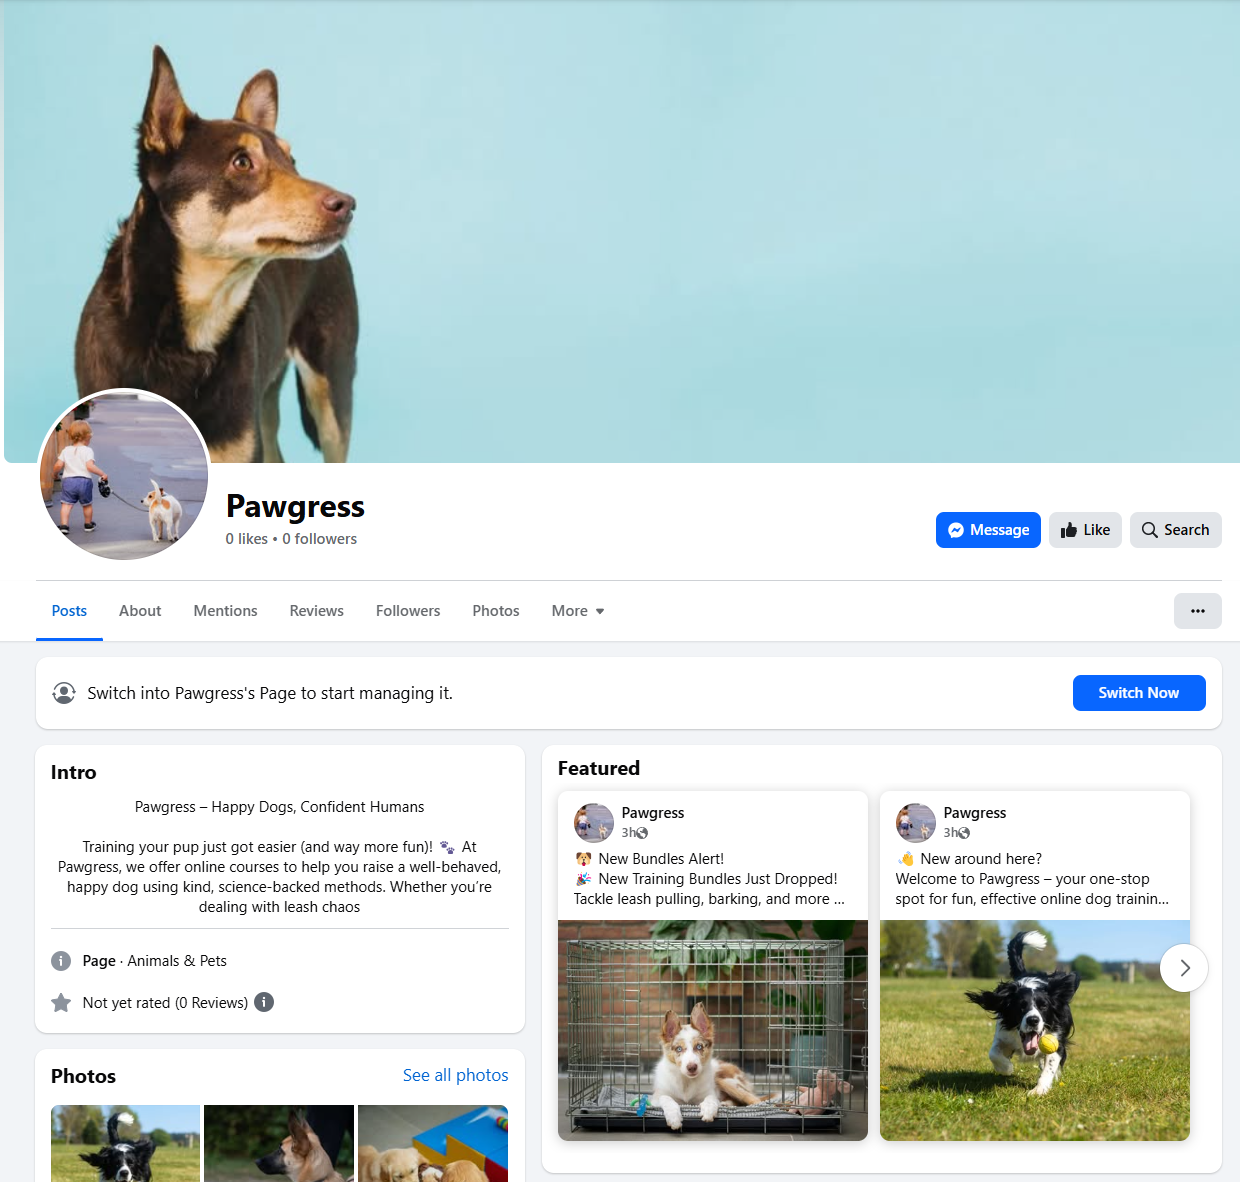 Pawgress
0 likes • 0 followers
Message
Like
Search
Posts
About
Mentions
Reviews
Followers
Photos
More
Switch into Pawgress's Page to start managing it.
Switch Now
Intro
Pawgress – Happy Dogs, Confident Humans
Training your pup just got easier (and way more fun)! 🐾 At
Pawgress, we offer online courses to help you raise a well-behaved,
happy dog using kind, science-backed methods. Whether you’re
dealing with leash chaos
Page · Animals & Pets
Not yet rated (0 Reviews)
Photos
See all photos
Featured
Pawgress
3h
🐶 New Bundles Alert!
🎉 New Training Bundles Just Dropped!
Tackle leash pulling, barking, and more ...
Pawgress
3h
👋 New around here?
Welcome to Pawgress – your one-stop
spot for fun, effective online dog trainin...